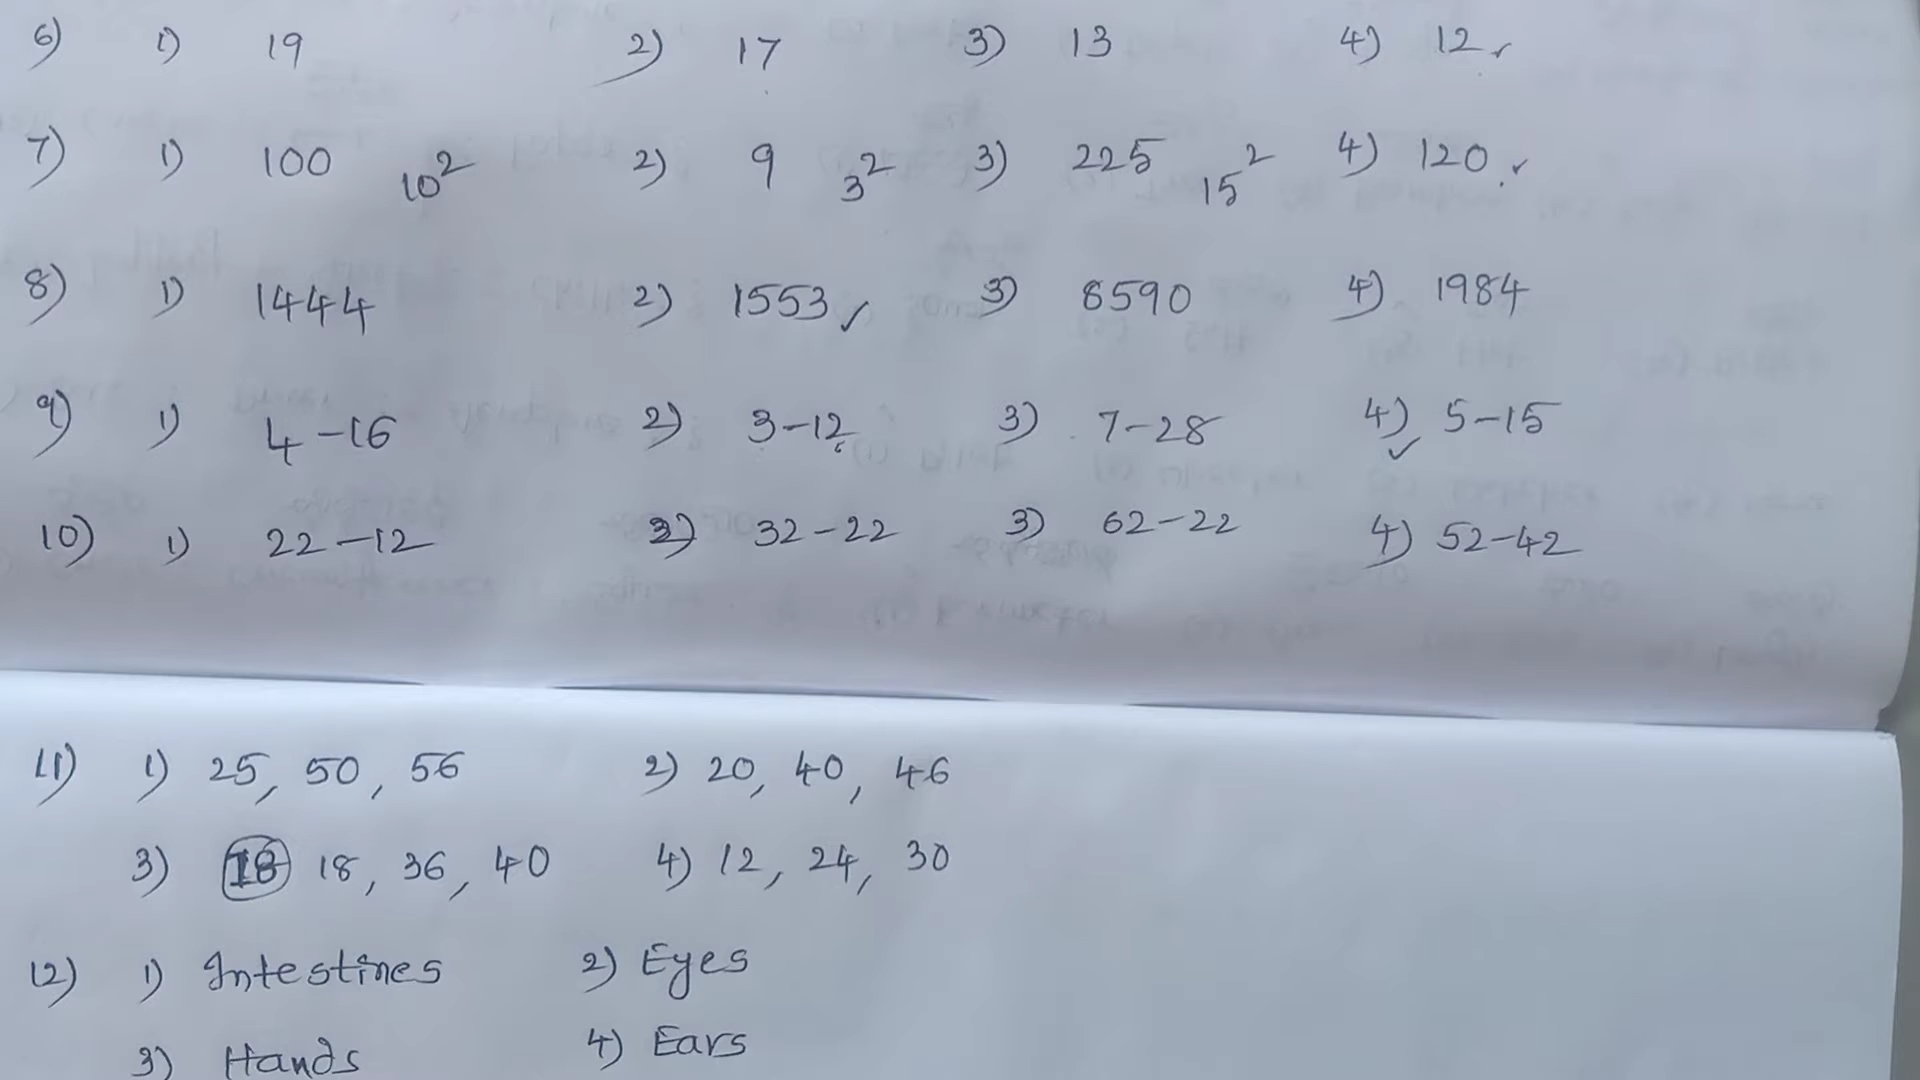 6) 1) 19 2) 17 3) 13 4) 12 ✓
7) 1) 100 10² 2) 9 3² 3) 225 15² 4) 120 ✓
8) 1) 1444 2) 1553 ✓ 3) 8590 4) 1984
9) 1) 4-16 2) 3-12 3) 7-28 4) ✓ 5-15
10) 1) 22-12 2) 32-22 3) 62-22 4) 52-42
11) 1) 25, 50, 56 2) 20, 40, 46
3) 18, 36, 40 4) 12, 24, 30
12) 1) Intestines 2) Eyes
3) Hands 4) Ears